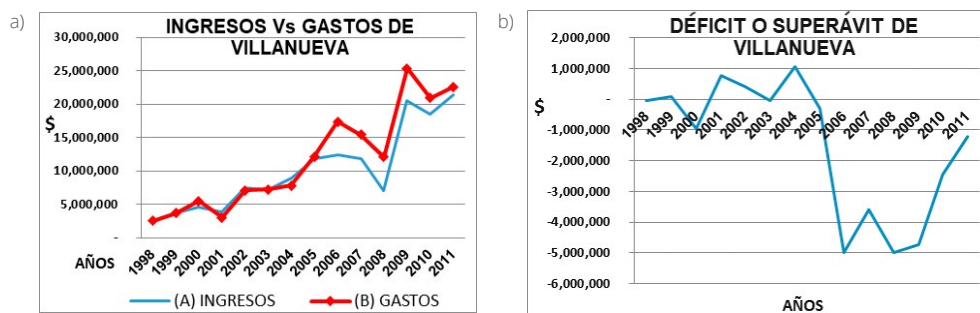 a)
INGRESOS Vs GASTOS DE
VILLANUEVA
30,000,000
25,000,000
20,000,000
$
15,000,000
10,000,000
5,000,000
-
AÑOS
1998 1999 2000 2001 2002 2003 2004 2005 2006 2007 2008 2009 2010 2011
(A) INGRESOS (B) GASTOS
b)
DÉFICIT O SUPERÁVIT DE
VILLANUEVA
2,000,000
1,000,000
$
-
1998 1999 2000 2001 2002 2003 2004 2005 2006 2007 2008 2009 2010 2011
-1,000,000
-2,000,000
-3,000,000
-4,000,000
-5,000,000
-6,000,000
AÑOS